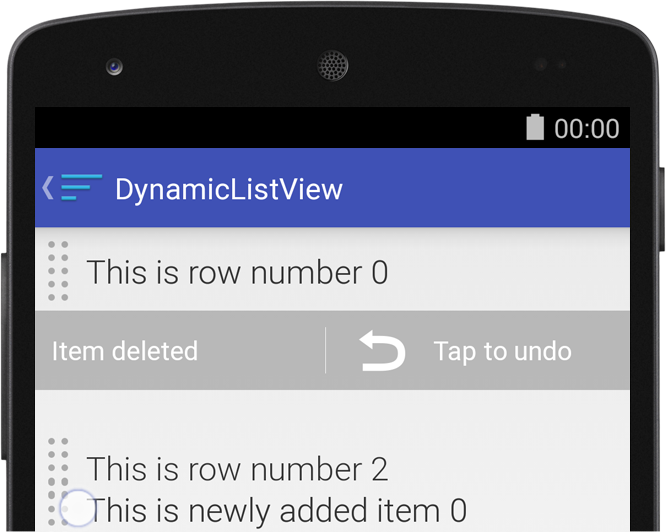 00:00
DynamicListView
This is row number 0
Item deleted Tap to undo
This is row number 2
This is newly added item 0